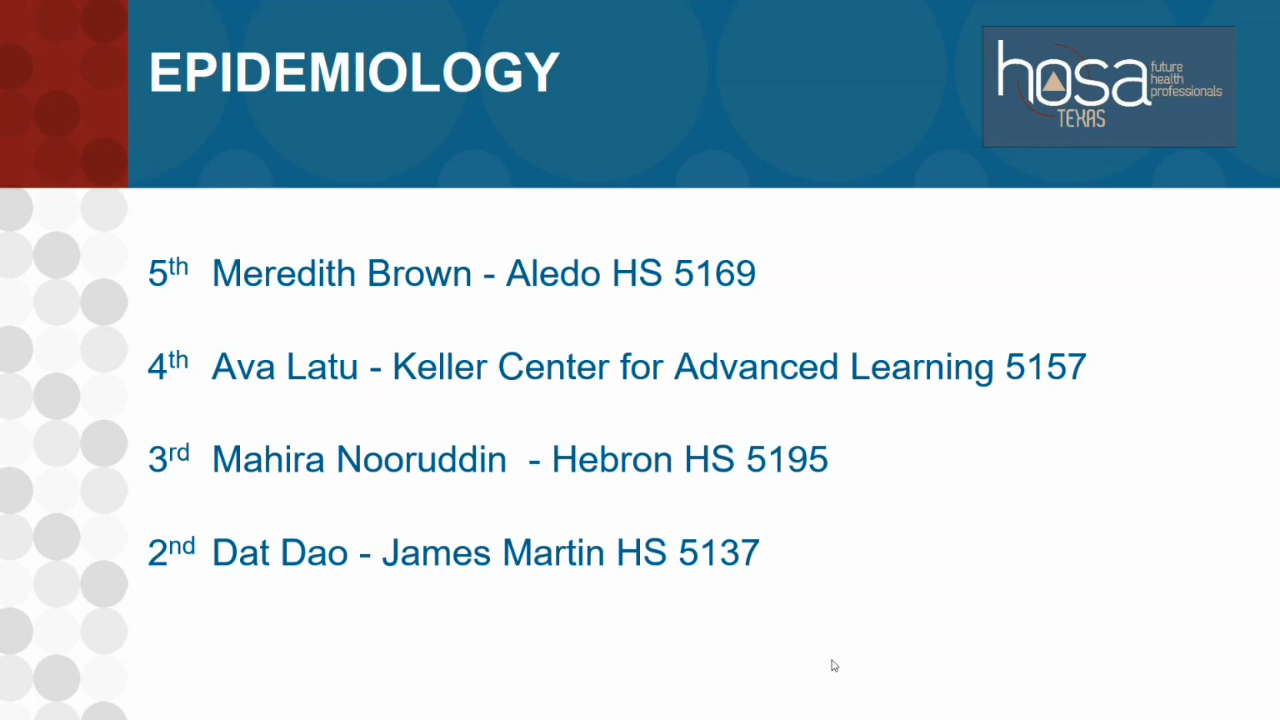 EPIDEMIOLOGY
hosa
future
health
professionals
TEXAS
5th Meredith Brown - Aledo HS 5169
4th Ava Latu - Keller Center for Advanced Learning 5157
3rd Mahira Nooruddin - Hebron HS 5195
2nd Dat Dao - James Martin HS 5137